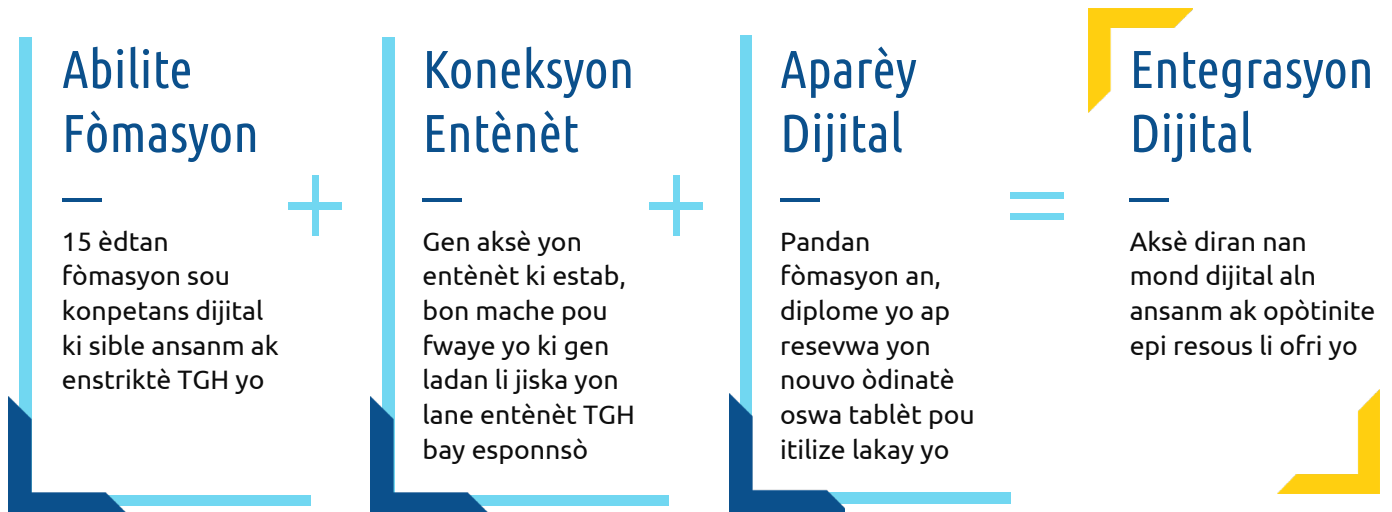 Abilite
Fòmasyon
15 èdtan
fòmasyon sou
konpetans dijital
ki sible ansanm ak
enstriktè TGH yo
+
Koneksyon
Entènèt
Gen aksè yon
entènèt ki estab,
bon mache pou
fwaye yo ki gen
ladan li jiska yon
lane entènèt TGH
bay esponnsò
+
Aparèy
Dijital
Pandan
fòmasyon an,
diplome yo ap
resevwa yon
nouvo òdinatè
oswa tablèt pou
itilize lakay yo
=
Entegrasyon
Dijital
Aksè diran nan
mond dijital aln
ansanm ak opòtinite
epi resous li ofri yo